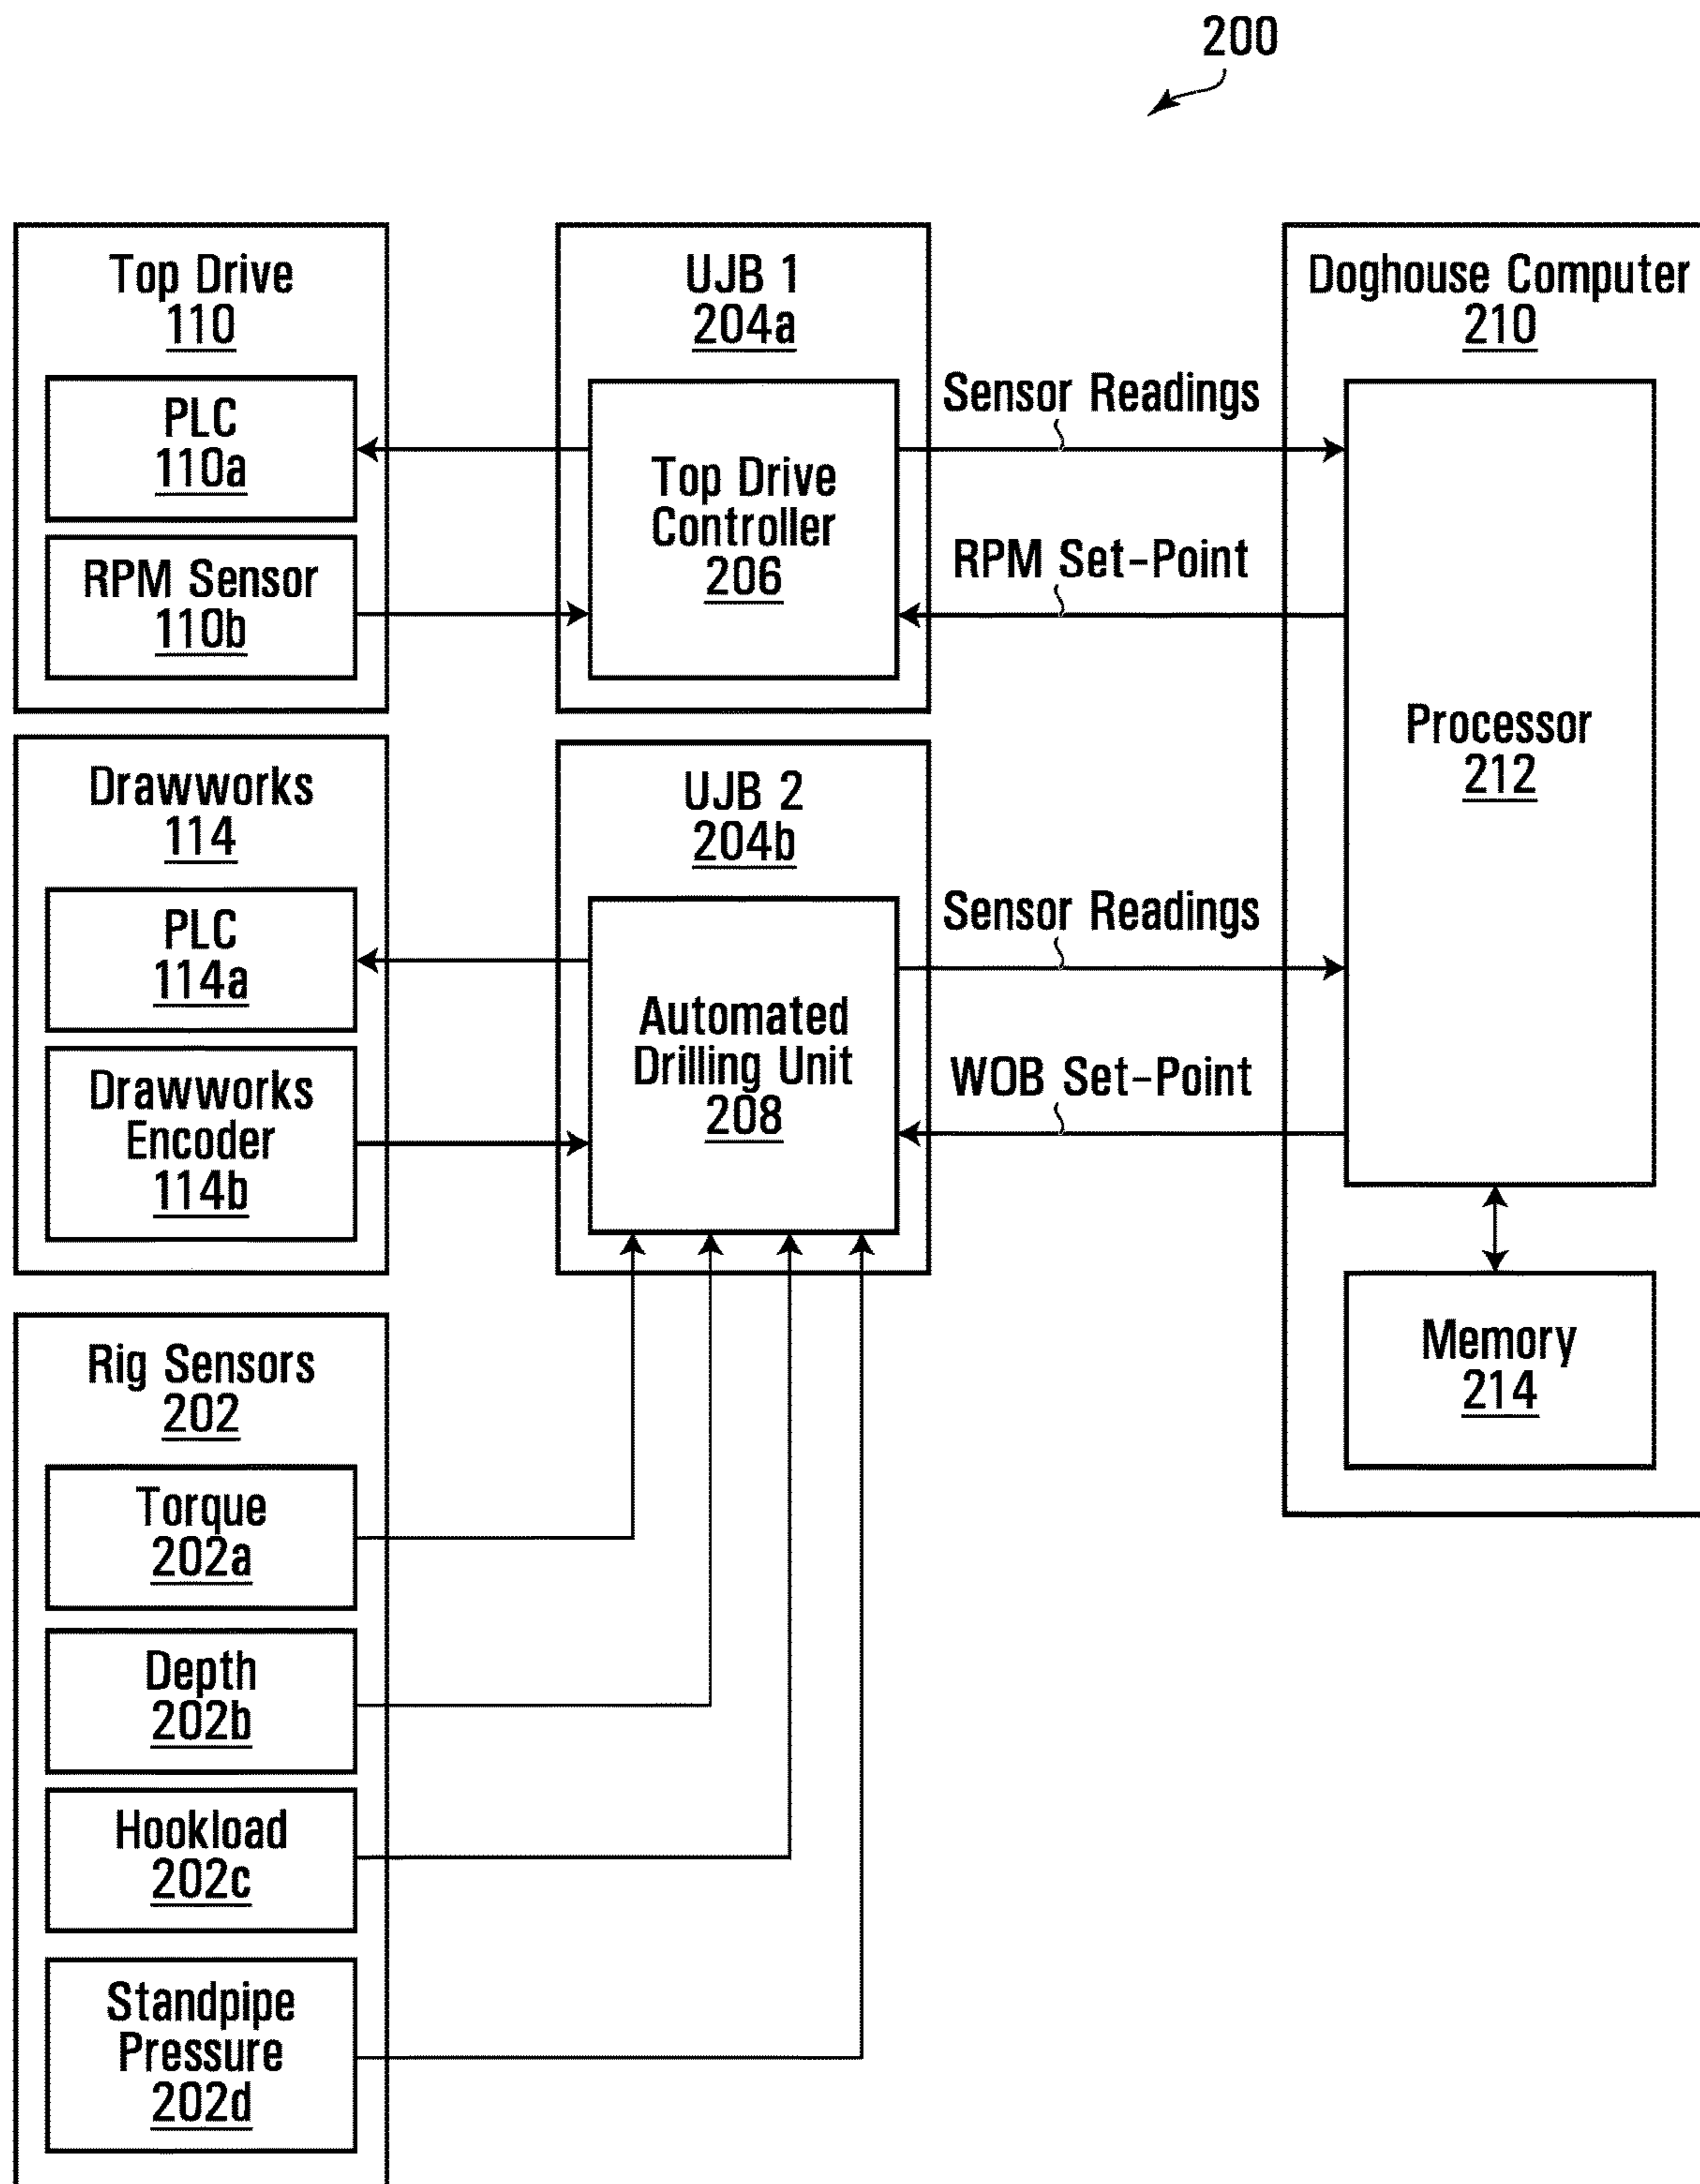 200
Top Drive
110
PLC
110a
RPM Sensor
110b
UJB 1
204a
Top Drive
Controller
206
Sensor Readings
RPM Set-Point
Doghouse Computer
210
Processor
212
Drawworks
114
PLC
114a
Drawworks
Encoder
114b
UJB 2
204b
Automated
Drilling Unit
208
Sensor Readings
WOB Set-Point
Memory
214
Rig Sensors
202
Torque
202a
Depth
202b
Hookload
202c
Standpipe
Pressure
202d